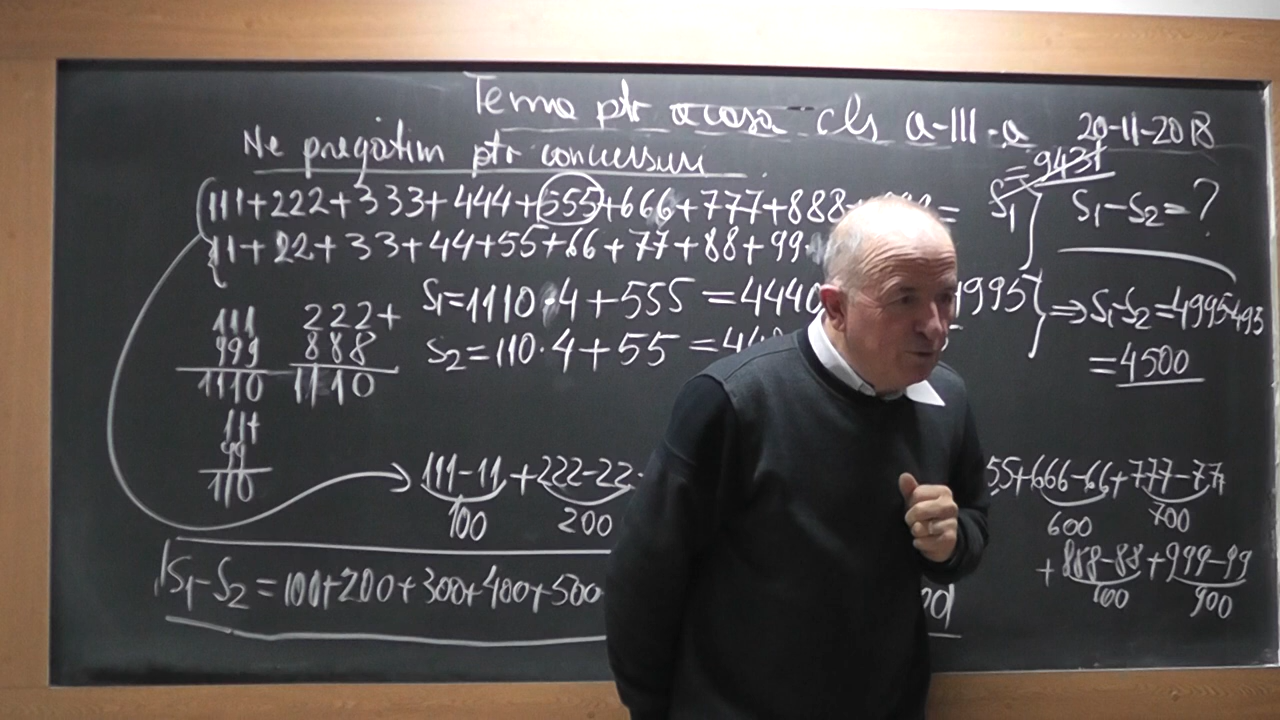 Tema ptr acasa cls a-III-a 20-11-2018
Ne pregatim ptr concursuri
111+222+333+444+555+666+777+888+ = S1
S1-S2=?
11+22+33+44+55+66+77+88+99
S1=1110·4+555=4440 1995
S2=110·4+55=44
=>S1-S2=4995-495
=4500
111
999
1110
222+
888
1110
11+
99
110
111-11+222-22 55+666-66+777-77
100 200 600 700
+888-88+999-99
900
S1-S2=100+200+300+400+500